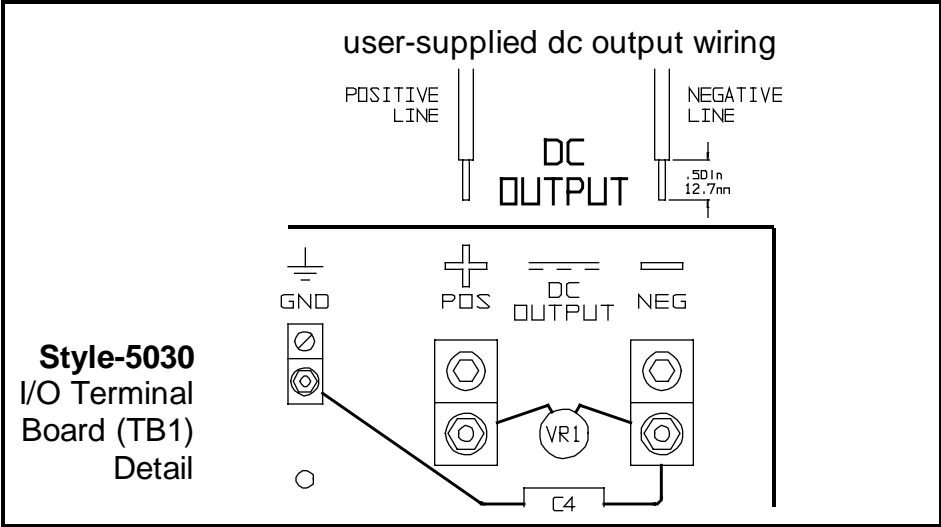 user-supplied dc output wiring
POSITIVE
LINE
NEGATIVE
LINE
DC
OUTPUT
.50in
12.7mm
GND
POS
DC
OUTPUT
NEG
Style-5030
I/O Terminal
Board (TB1)
Detail
VR1
C4